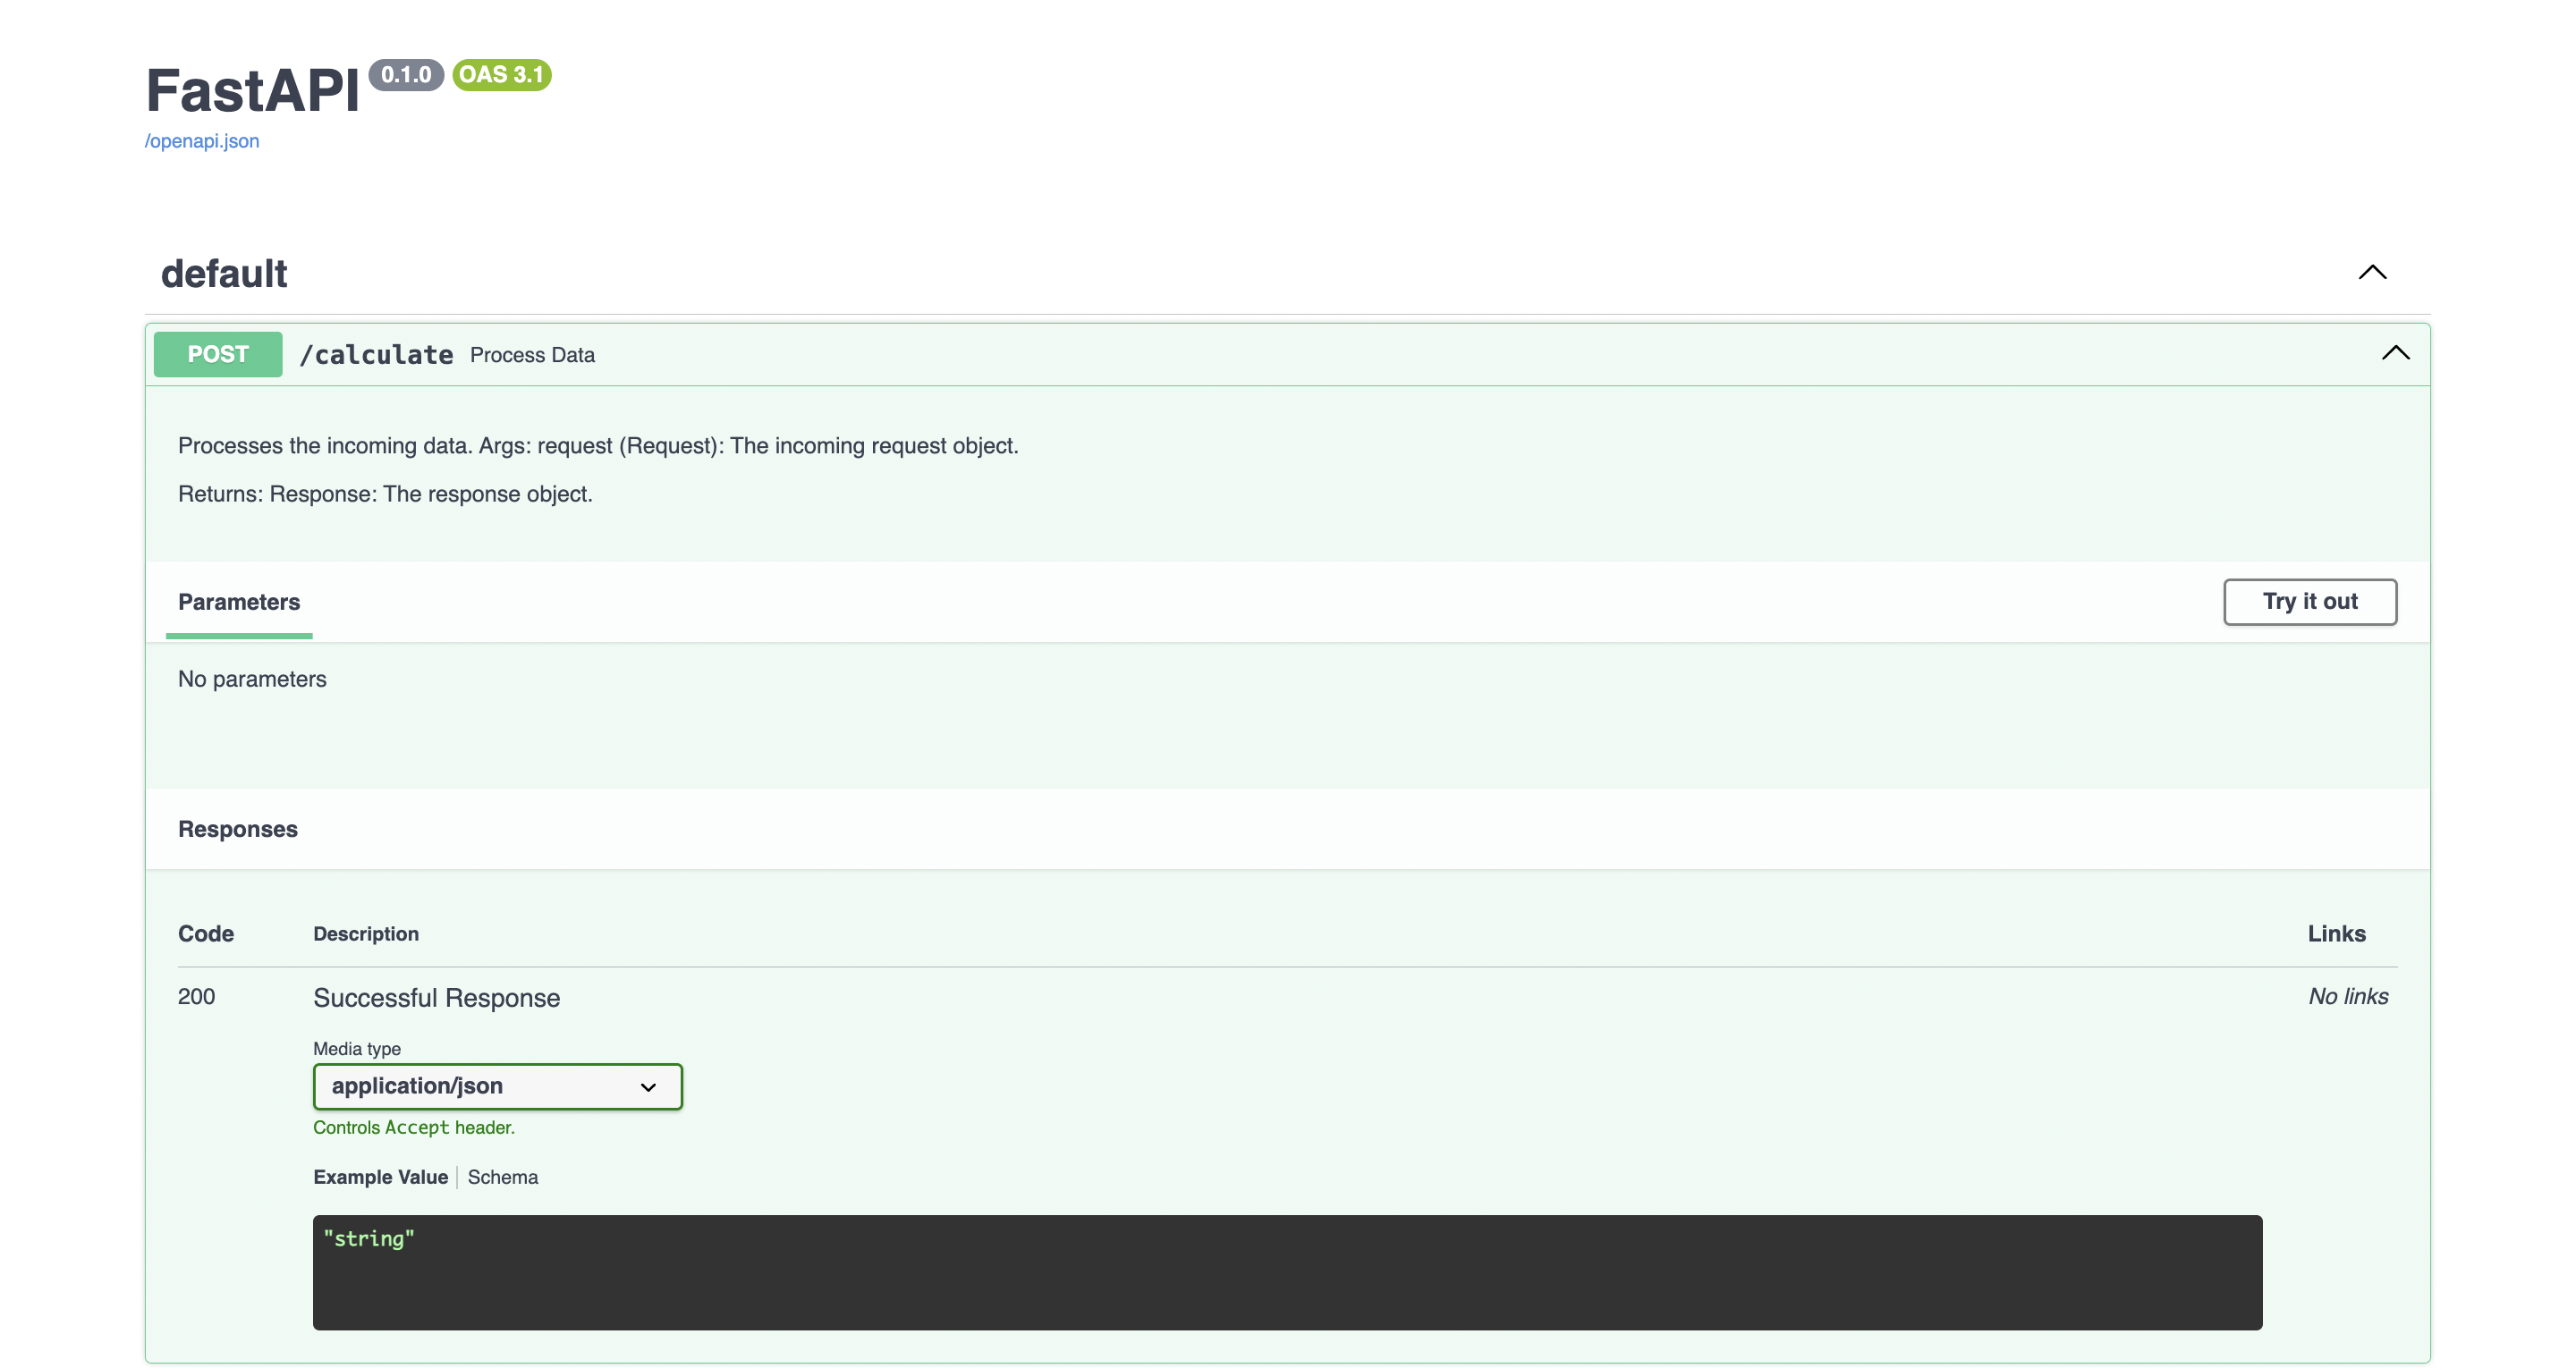 FastAPI 0.1.0 OAS 3.1
/openapi.json
default
POST /calculate Process Data
Processes the incoming data. Args: request (Request): The incoming request object.
Returns: Response: The response object.
Parameters
Try it out
No parameters
Responses
Code Description Links
200 Successful Response No links
Media type
application/json
Controls Accept header.
Example Value Schema
"string"